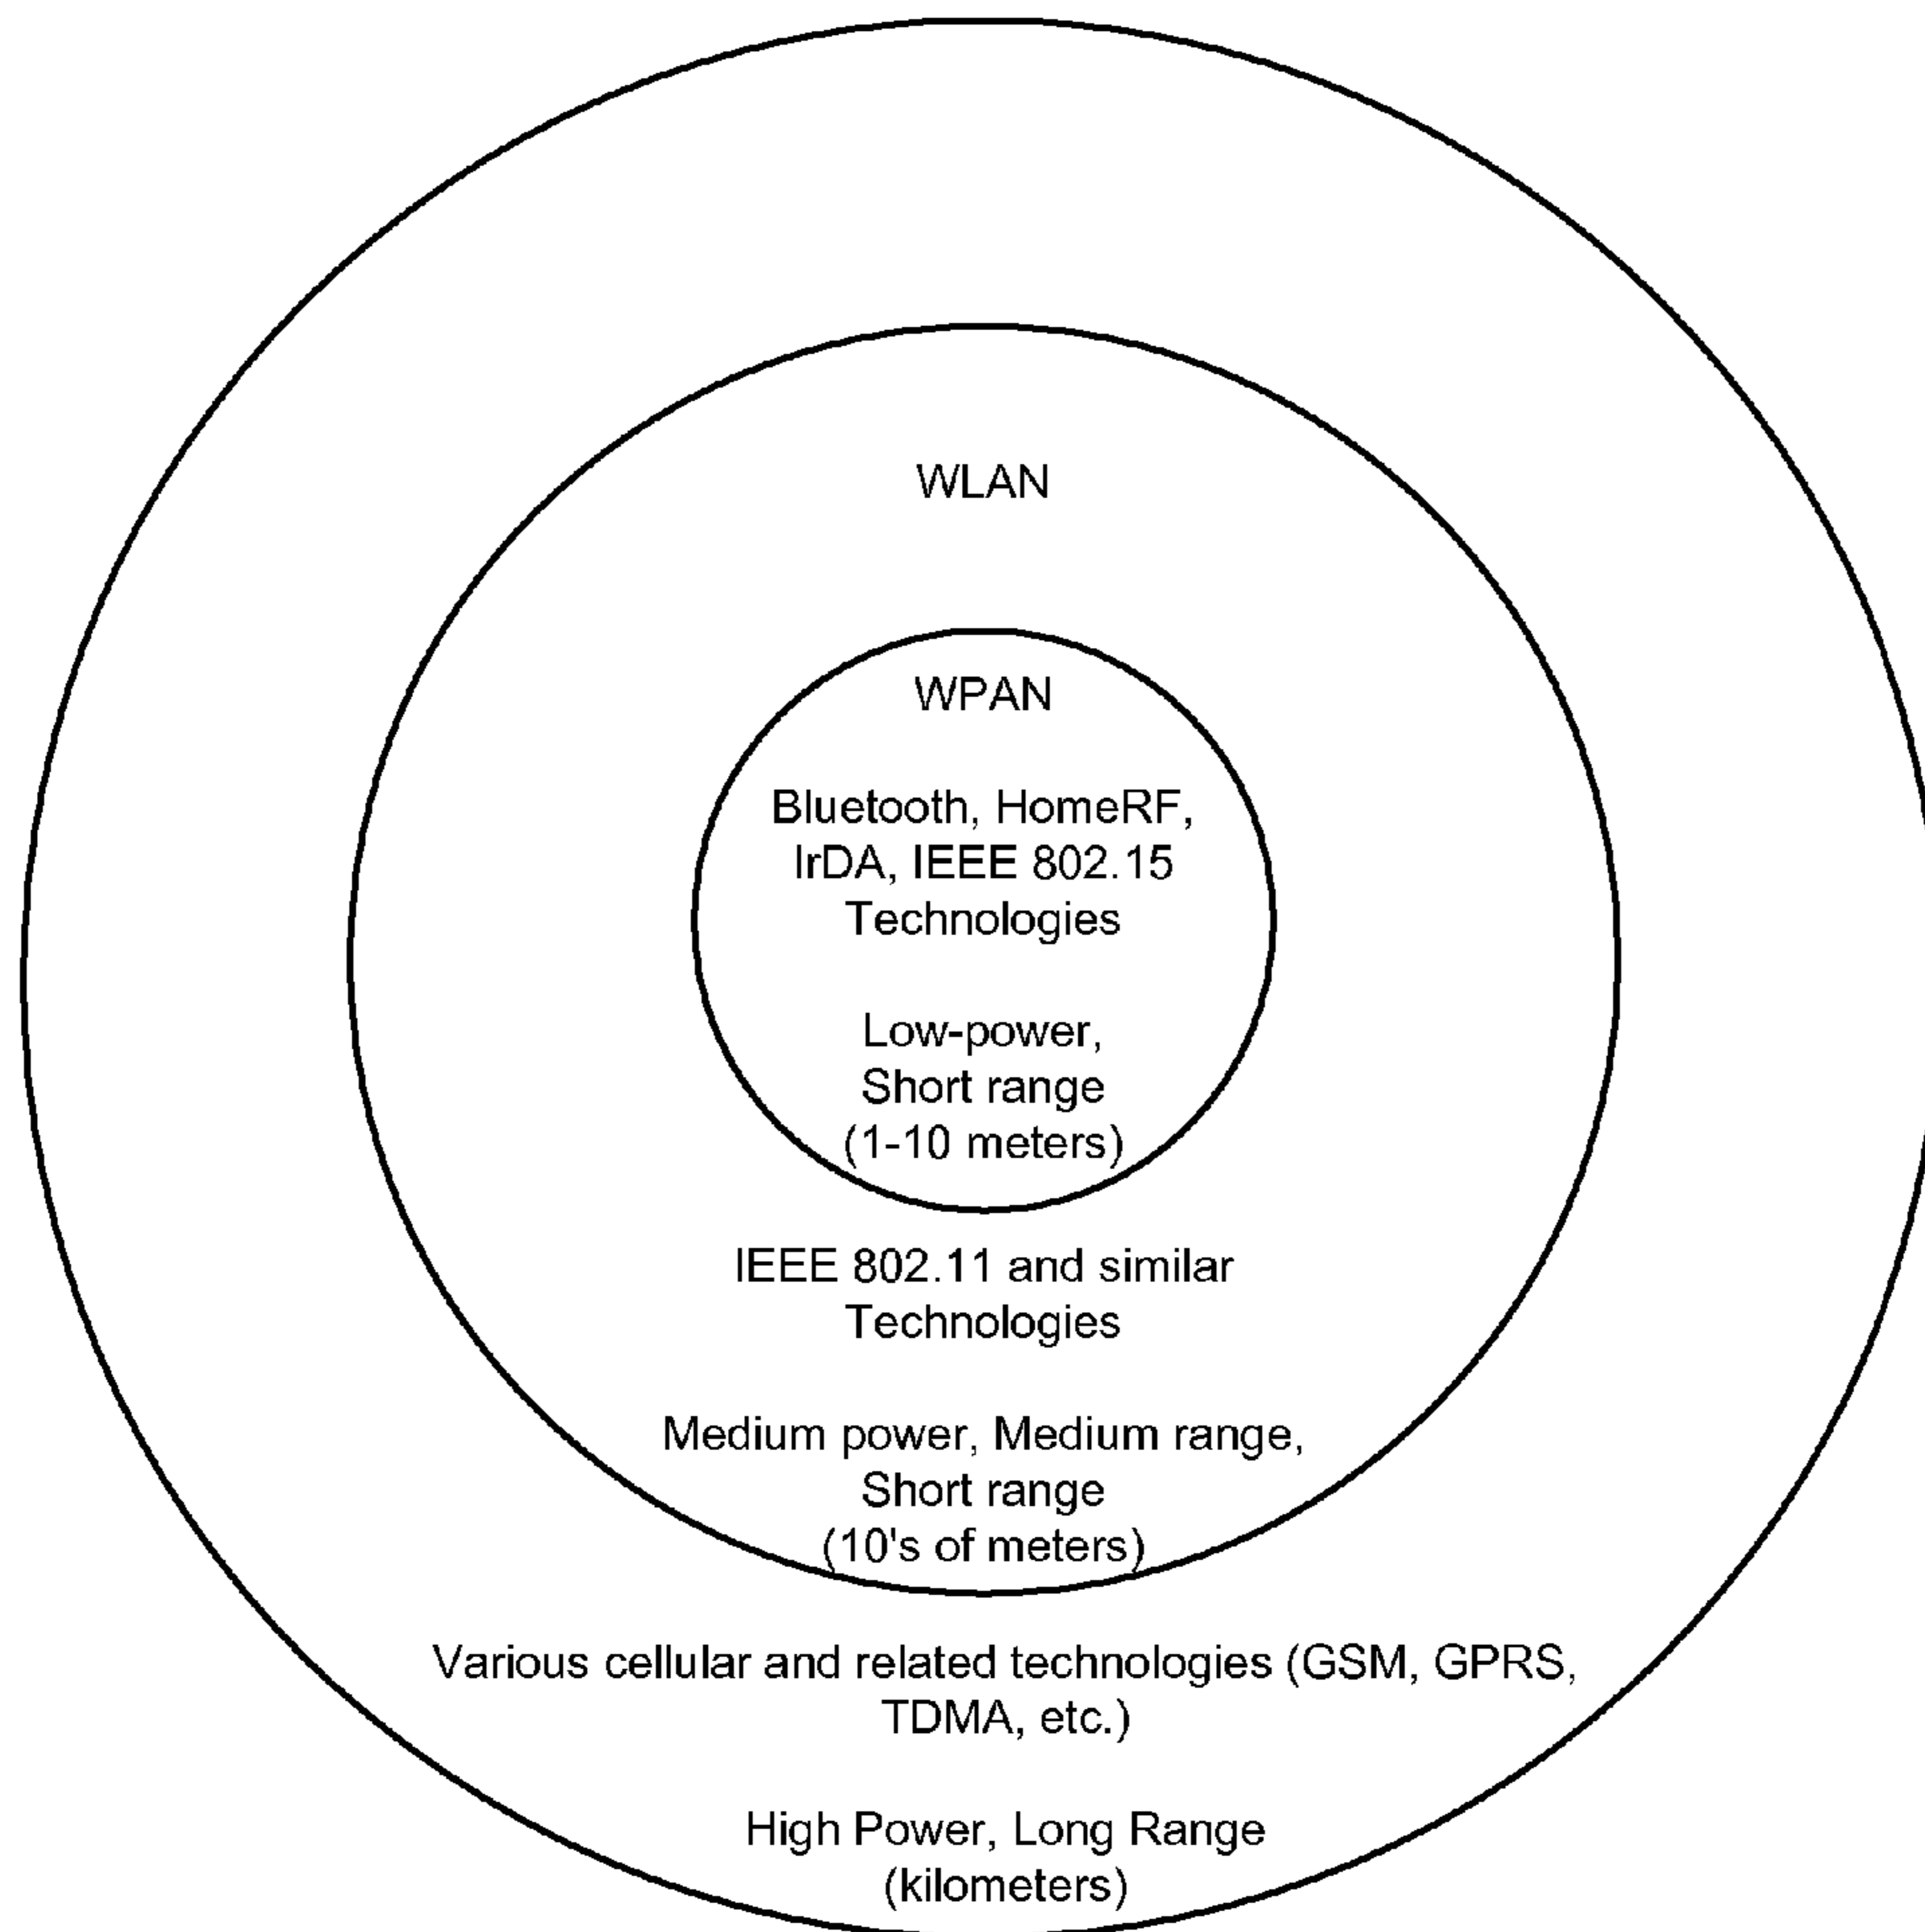 WLAN
WPAN
Bluetooth, HomeRF,
IrDA, IEEE 802.15
Technologies
Low-power,
Short range
(1-10 meters)
IEEE 802.11 and similar
Technologies
Medium power, Medium range,
Short range
(10's of meters)
Various cellular and related technologies (GSM, GPRS,
TDMA, etc.)
High Power, Long Range
(kilometers)